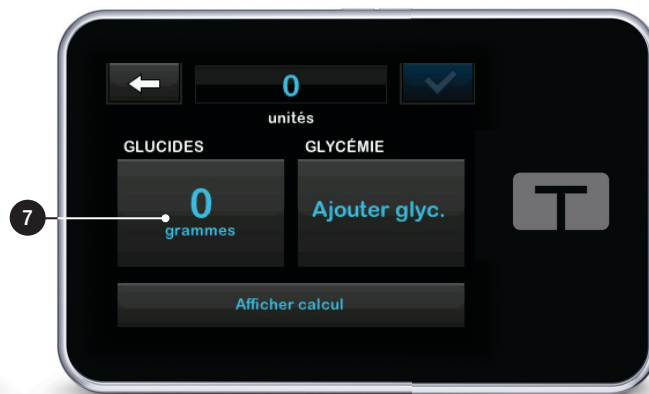 0
unités
GLUCIDES
GLYCÉMIE
0
grammes
Ajouter glyc.
7
Afficher calcul